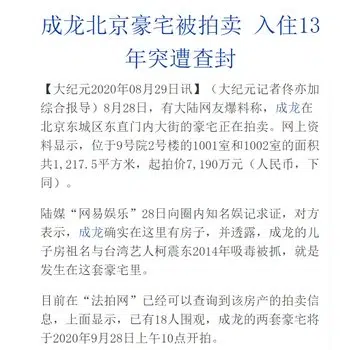 成龙北京豪宅被拍卖 入住13
年突遭查封
【大纪元2020年08月29日讯】（大纪元记者佟亦加
综合报导）8月28日，有大陆网友爆料称，成龙在
北京东城区东直门内大街的豪宅正在拍卖。网上资
料显示，位于9号院2号楼的1001室和1002室的面积
共1,217.5平方米，起拍价7,190万元（人民币，下
同）。
陆媒“网易娱乐”28日向圈内知名娱记求证，对方
表示，成龙确实在这里有房子，并透露，成龙的儿
子房祖名与台湾艺人柯震东2014年吸毒被抓，就是
发生在这套豪宅里。
目前在“法拍网”已经可以查询到该房产的拍卖信
息，上面显示，已有18人围观，成龙的两套豪宅将
于2020年9月28日上午10点开拍。